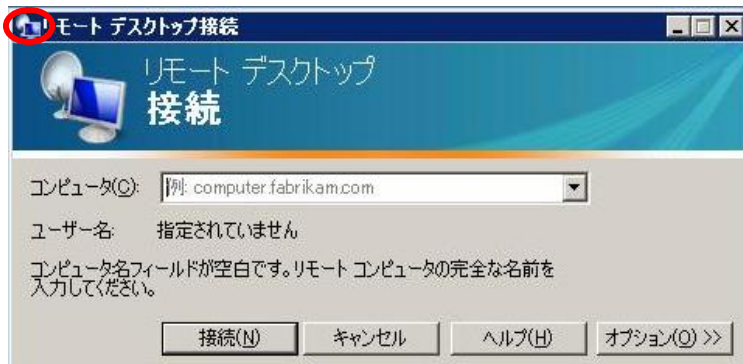 リモート デスクトップ接続
リモート デスクトップ
接続
コンピュータ(C):
例: computer.fabrikam.com
ユーザー名:
指定されていません
コンピュータ名フィールドが空白です。リモート コンピュータの完全な名前を
入力してください。
接続(N)
キャンセル
ヘルプ(H)
オプション(O) >>